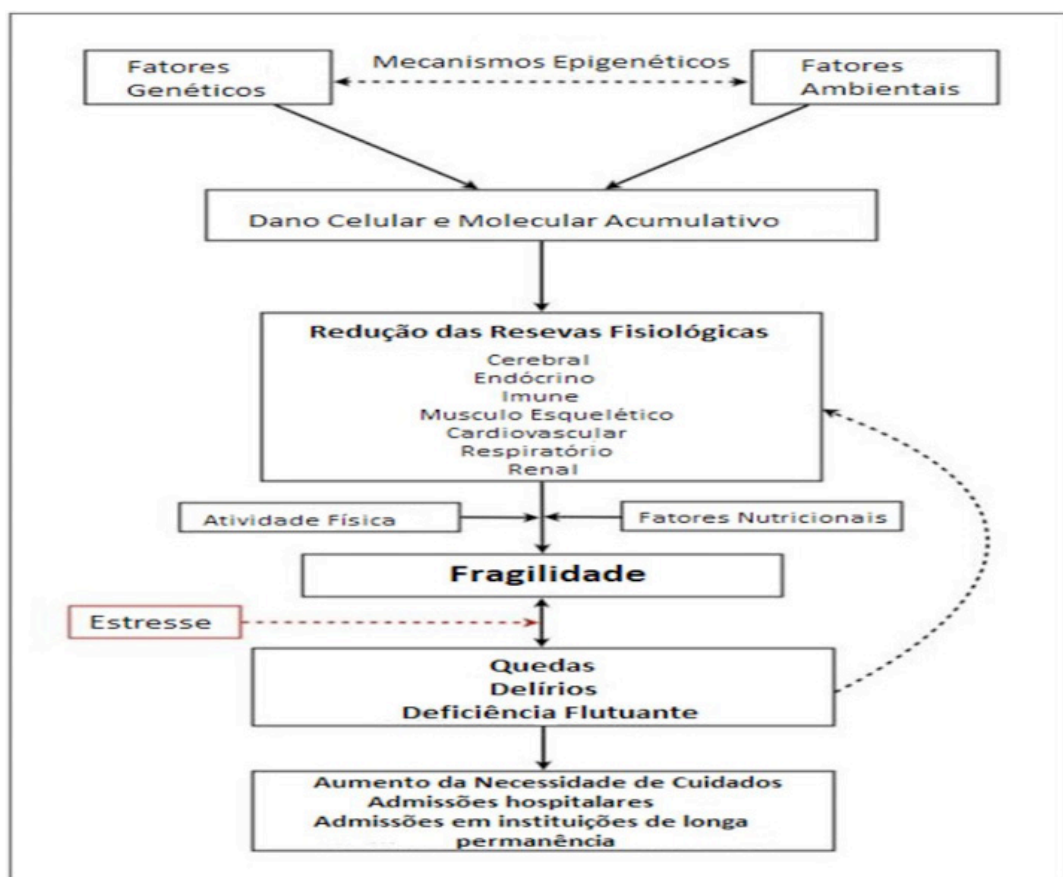 Fatores
Genéticos
Mecanismos Epigenéticos
Fatores
Ambientais
Dano Celular e Molecular Acumulativo
Redução das Resevas Fisiológicas
Cerebral
Endócrino
Imune
Musculo Esquelético
Cardiovascular
Respiratório
Renal
Atividade Física
Fatores Nutricionais
Fragilidade
Estresse
Quedas
Delírios
Deficiência Flutuante
Aumento da Necessidade de Cuidados
Admissões hospitalares
Admissões em instituições de longa
permanência